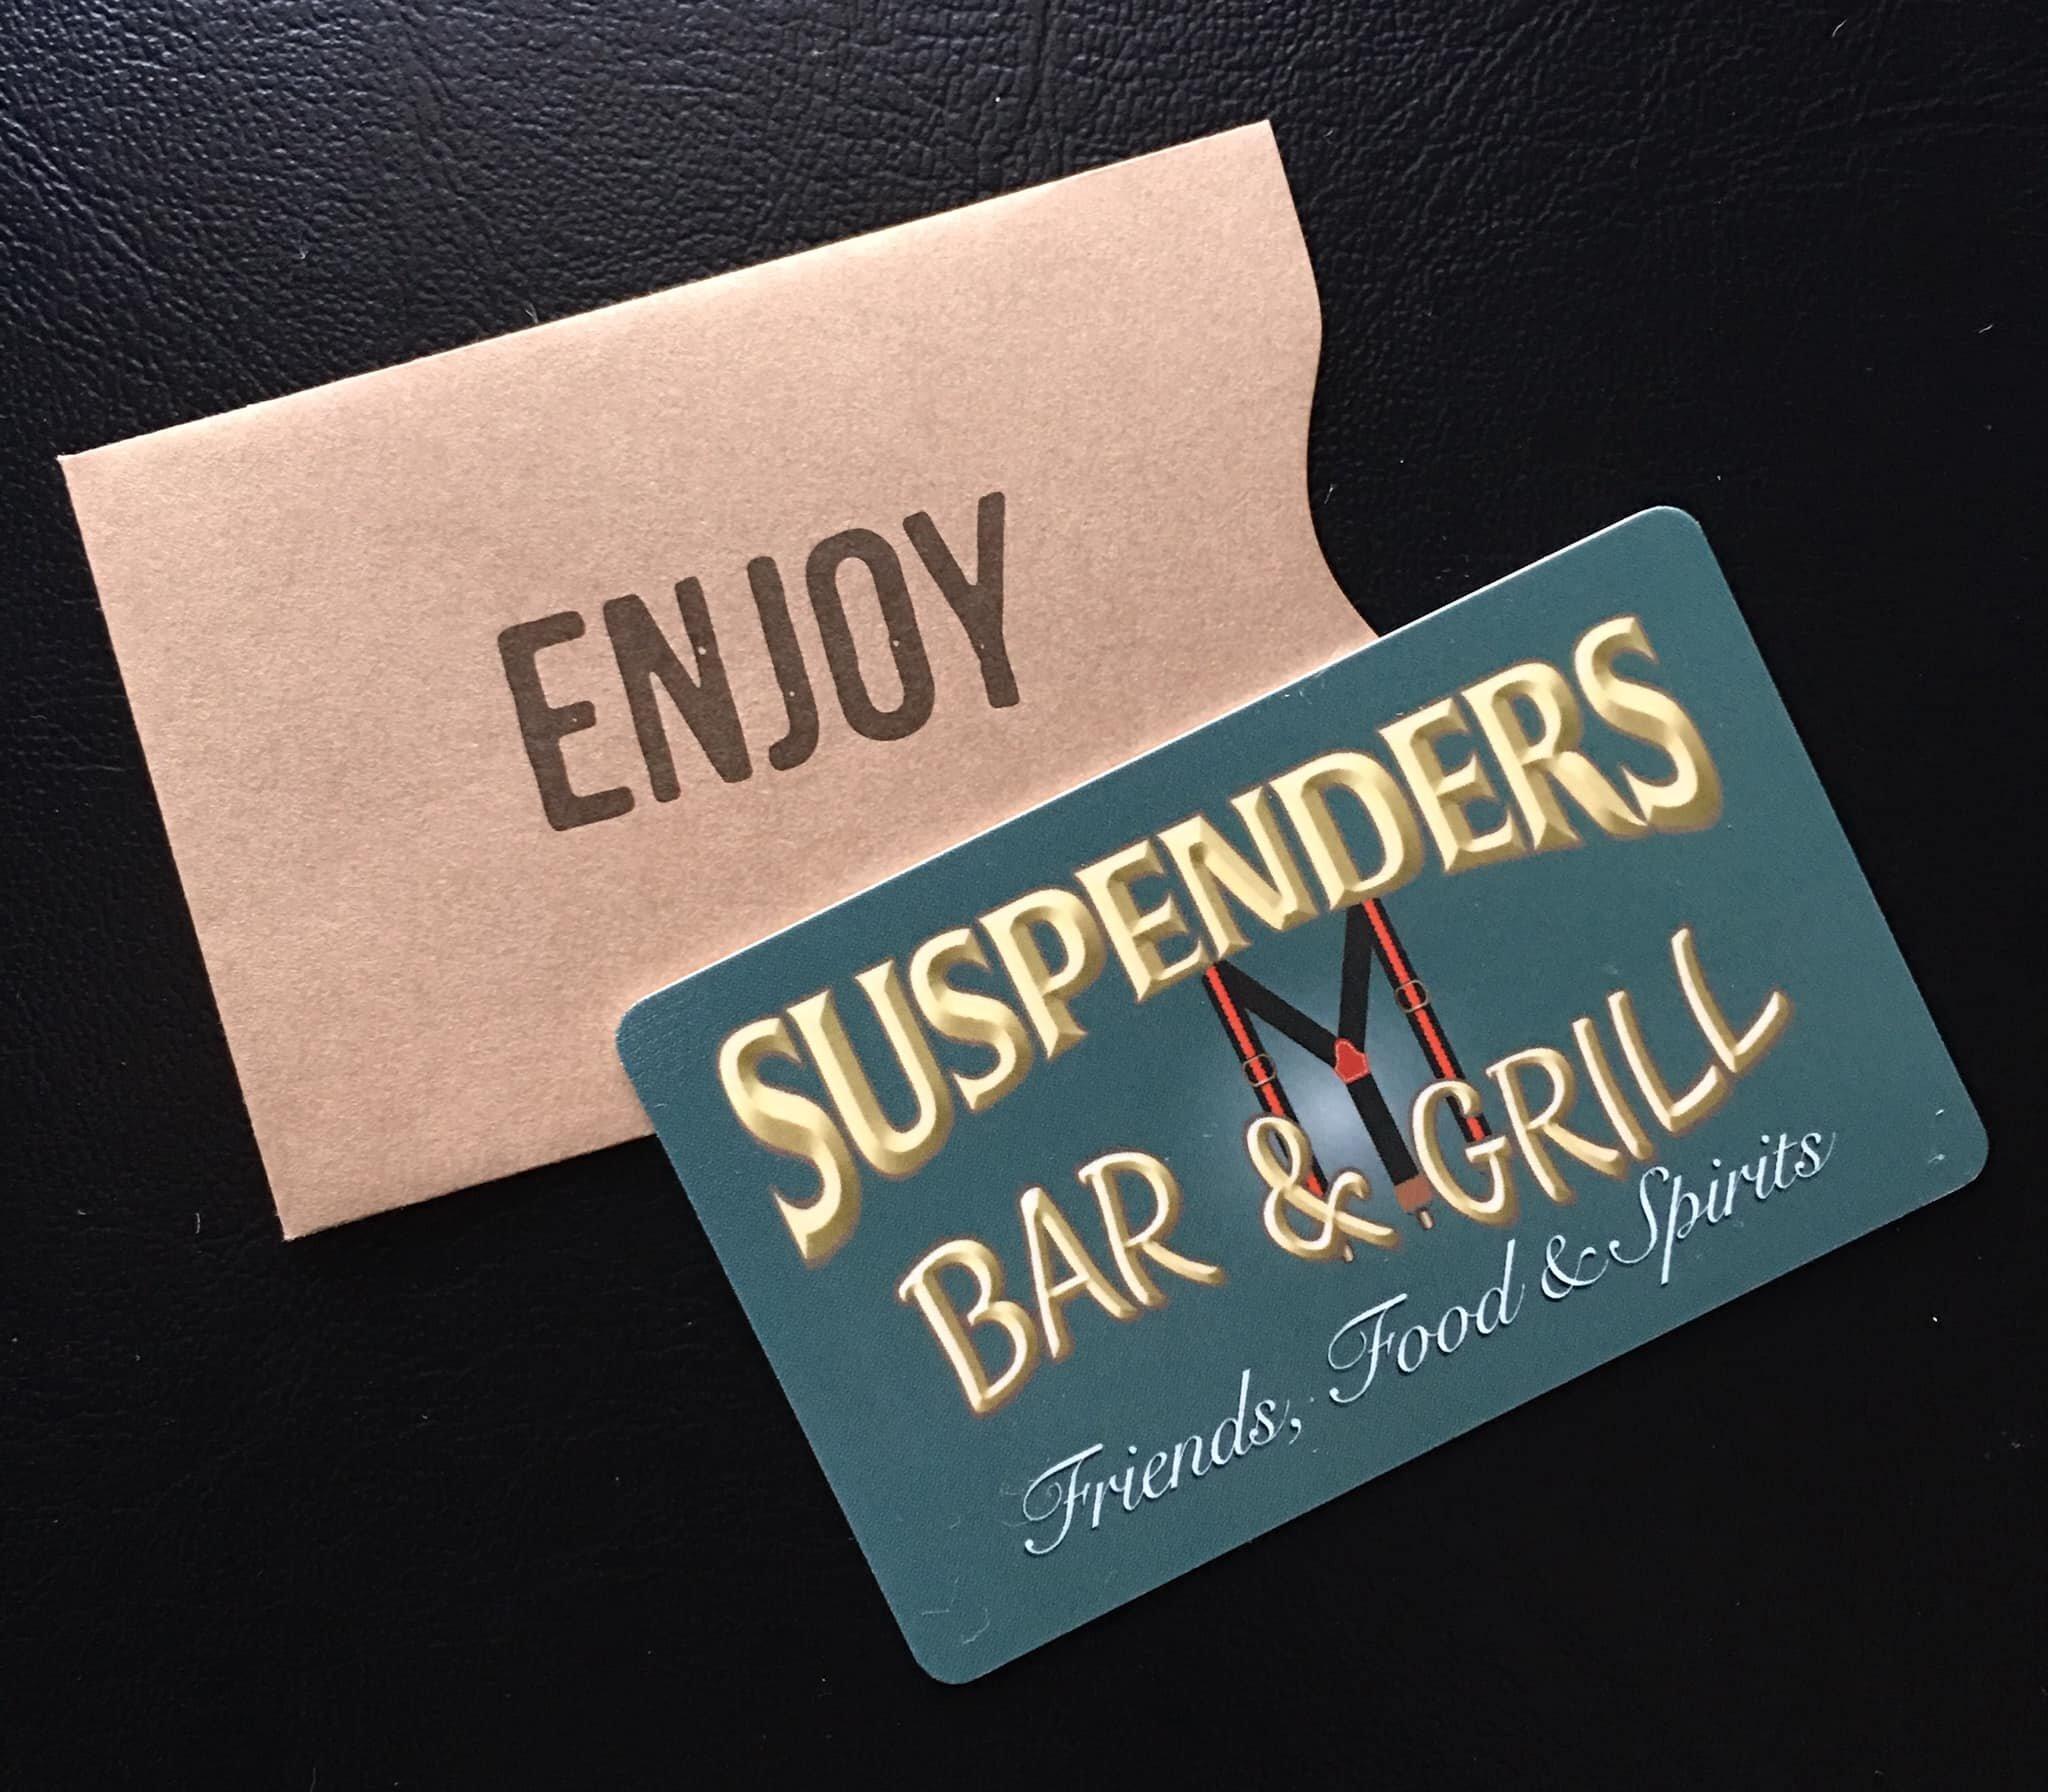 ENJOY
SUSPENDERS
BAR & GRILL
Friends, Food & Spirits